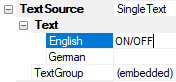 TextSource SingleText
Text
English ON/OFF
German
TextGroup (embedded)